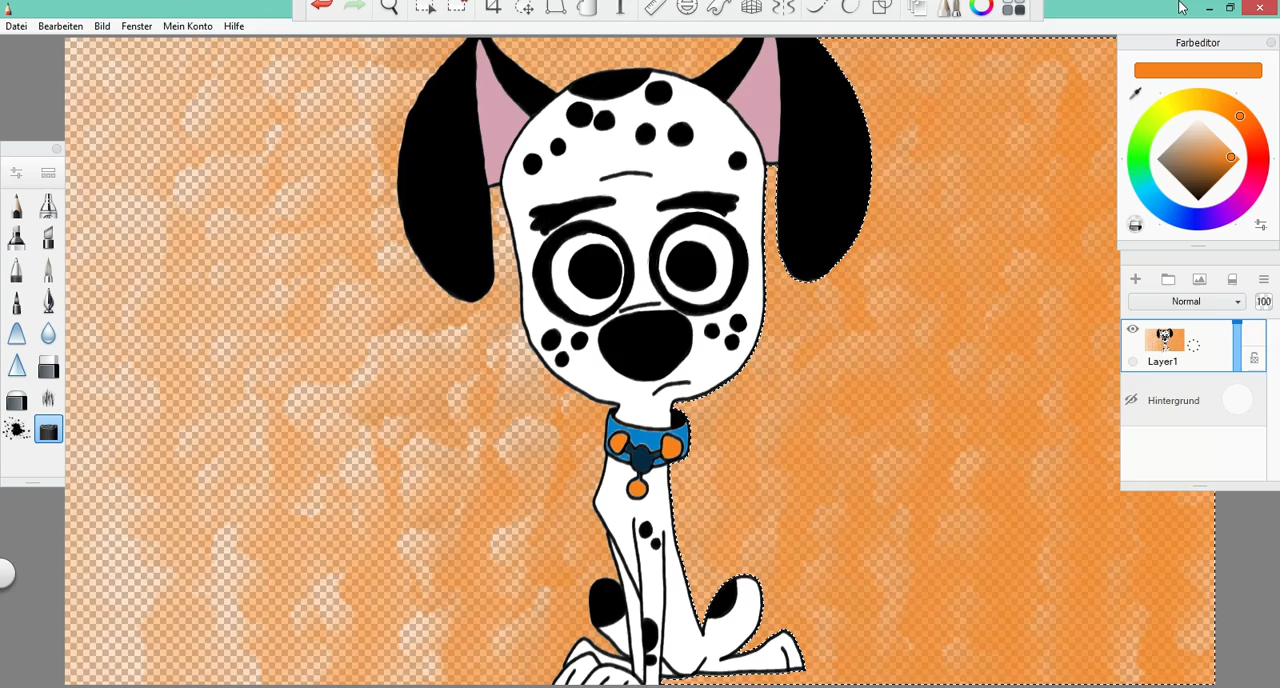 Datei Bearbeiten Bild Fenster Mein Konto Hilfe
Farbeditor
Normal 100
Layer1
Hintergrund